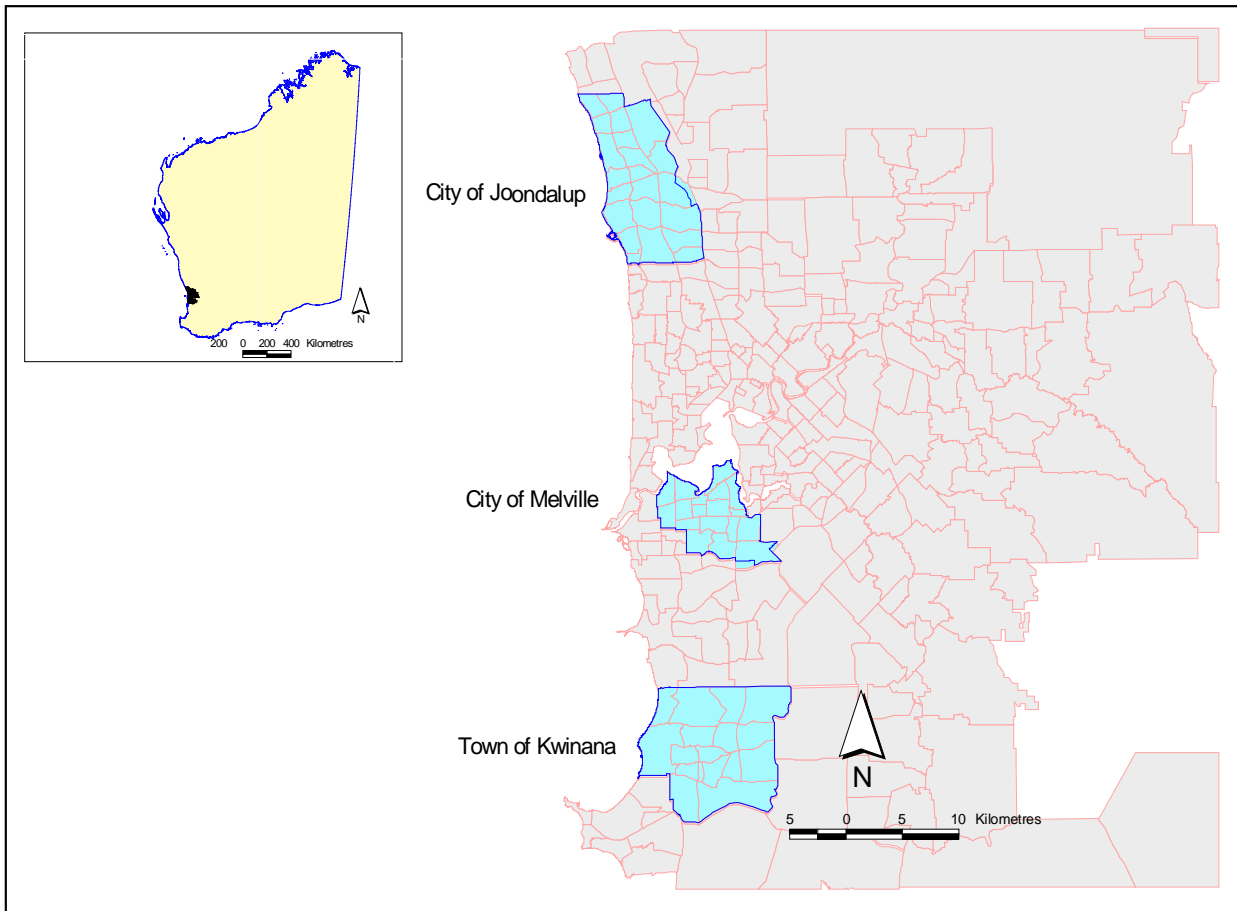 N
200 0 200 400 Kilometres
City of Joondalup
City of Melville
Town of Kwinana
N
5 0 5 10 Kilometres